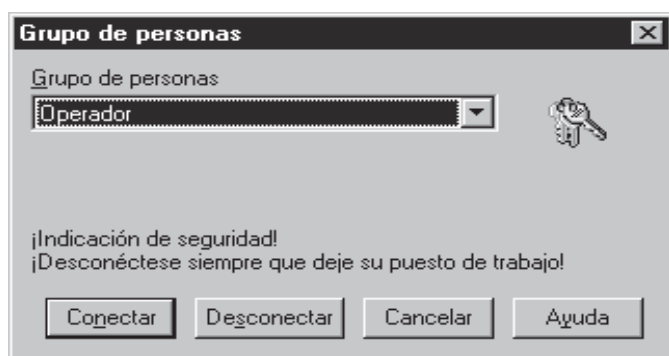 Grupo de personas
Grupo de personas
Operador
¡Indicación de seguridad!
¡Desconéctese siempre que deje su puesto de trabajo!
Conectar Desconectar Cancelar Ayuda